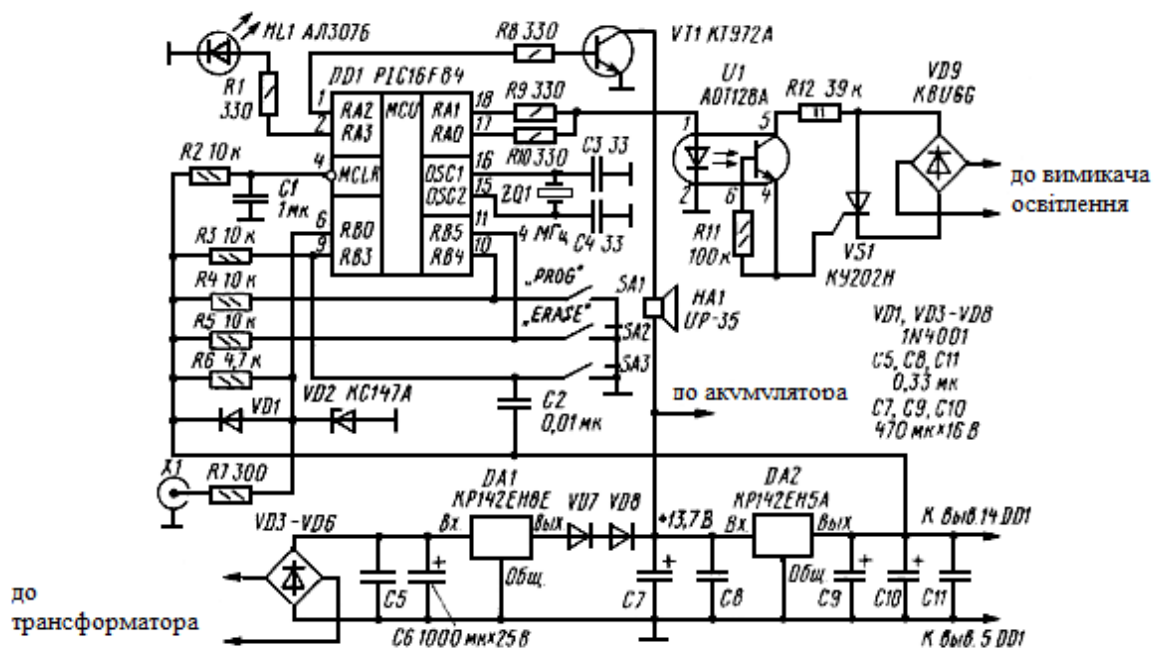 HL1 АЛ307Б
R1
330
DD1 PIC16F84
R8 330
VT1 КТ972А
1
2
4
6
9
RA2
RA3
MCLR
RB0
RB3
MCU
RA1
RA0
OSC1
OSC2
RB5
RB4
18
17
16
15
11
10
R9 330
R10 330
C3 33
ZQ1
4 МГц
C4 33
U1
АОТ128А
1
2
5
6
4
R12 39 к
VD9
KBU6G
до вимикача
освітлення
R11
100 к
VS1
КУ202Н
R2 10 к
C1
1 мк
R3 10 к
R4 10 к
R5 10 к
R6 4,7 к
„PROG"
„ERASE"
SA1
SA2
SA3
HA1
UP-35
VD1, VD3-VD8
1N4001
C5, C8, C11
0,33 мк
C7, C9, C10
470 мк×16 В
VD1
VD2 КС147А
C2
0,01 мк
до акумулятора
X1
R7 300
VD3-VD6
DA1
КР142ЕН8Е
Вх.
Вых
Общ.
VD7
VD8
+13,7 В
DA2
КР142ЕН5А
Вх.
Вых.
Общ.
К выв.14 DD1
до
трансформатора
C5
+
C6 1000 мк×25 В
+
C7
C8
+
C9
+
C10
C11
К выв.5 DD1